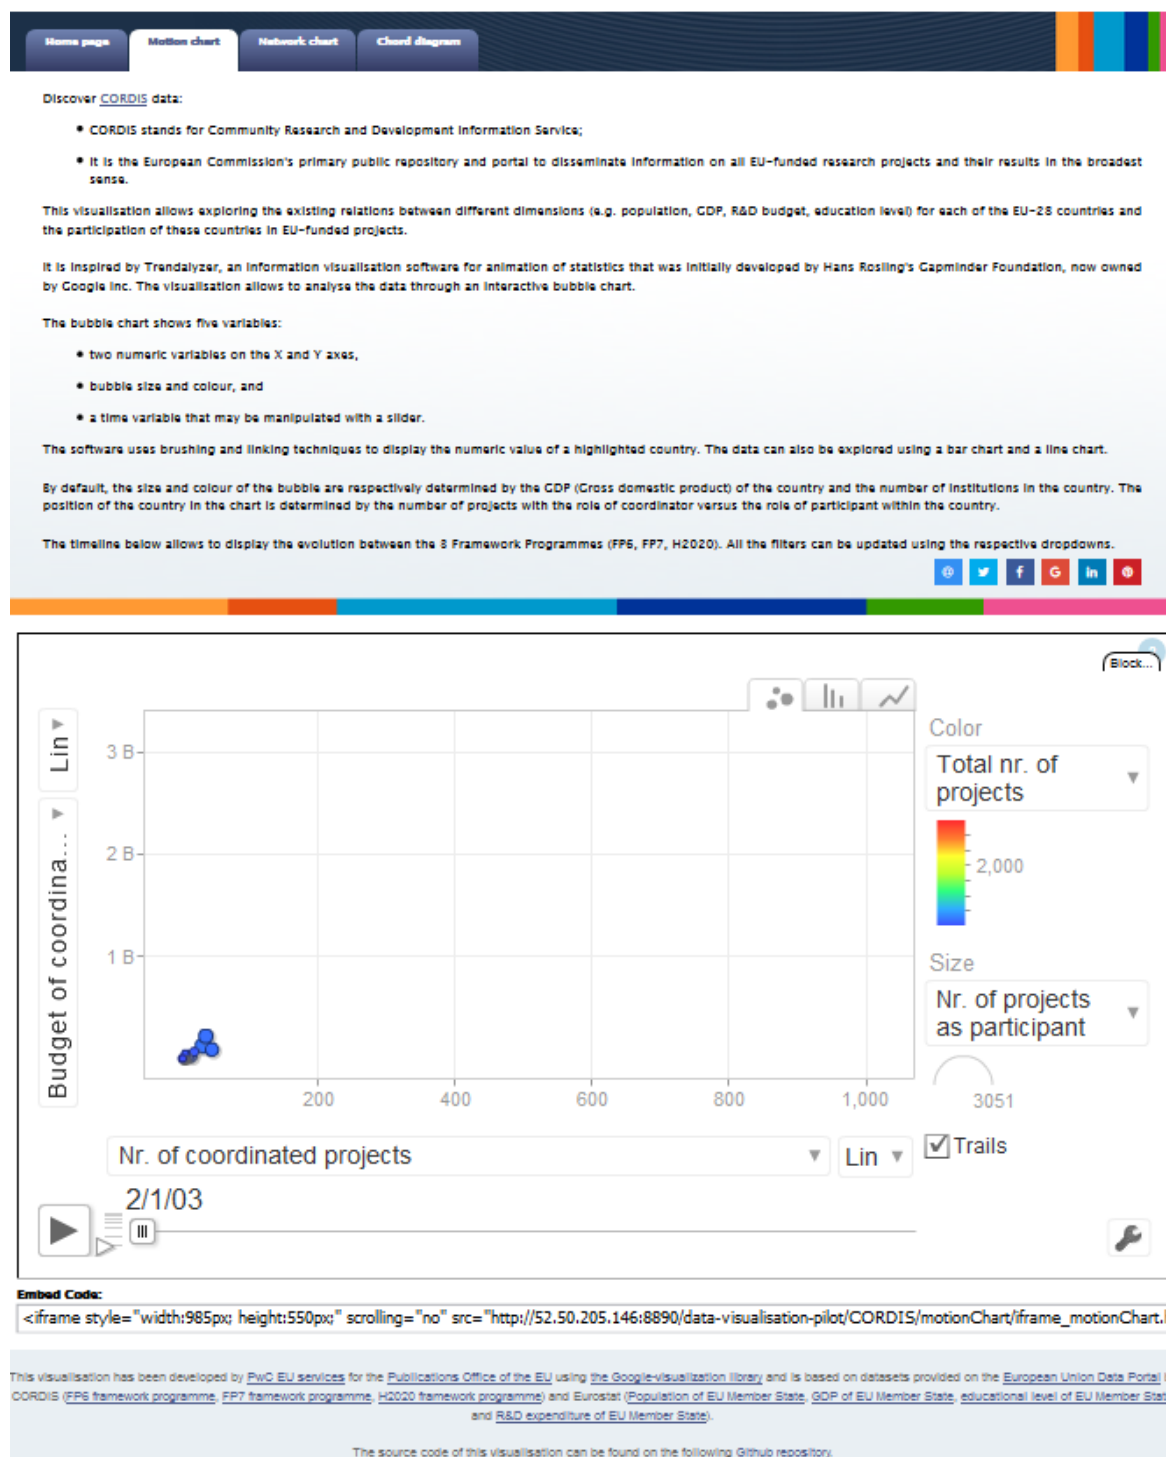 Home page Motion chart Network chart Chord diagram
Discover CORDIS data:
• CORDIS stands for Community Research and Development Information Service;
• It is the European Commission's primary public repository and portal to disseminate information on all EU-funded research projects and their results in the broadest
sense.
This visualisation allows exploring the existing relations between different dimensions (e.g. population, GDP, R&D budget, education level) for each of the EU-28 countries and
the participation of these countries in EU-funded projects.
It is inspired by Trendalyzer, an information visualisation software for animation of statistics that was initially developed by Hans Rosling's Gapminder Foundation, now owned
by Google Inc. The visualisation allows to analyse the data through an interactive bubble chart.
The bubble chart shows five variables:
• two numeric variables on the X and Y axes,
• bubble size and colour, and
• a time variable that may be manipulated with a slider.
The software uses brushing and linking techniques to display the numeric value of a highlighted country. The data can also be explored using a bar chart and a line chart.
By default, the size and colour of the bubble are respectively determined by the GDP (Gross domestic product) of the country and the number of institutions in the country. The
position of the country in the chart is determined by the number of projects with the role of coordinator versus the role of participant within the country.
The timeline below allows to display the evolution between the 8 Framework Programmes (FP6, FP7, H2020). All the filters can be updated using the respective dropdowns.
Block...
Lin
Budget of coordina...
3 B
2 B
1 B
200 400 600 800 1,000
Color
Total nr. of
projects
2,000
Size
Nr. of projects
as participant
3051
Trails
Nr. of coordinated projects
Lin
2/1/03
Embed Code:
<iframe style="width:985px; height:550px;" scrolling="no" src="http://52.50.205.146:8890/data-visualisation-pilot/CORDIS/motionChart/iframe_motionChart.
This visualisation has been developed by PwC EU services for the Publications Office of the EU using the Google-visualization library and is based on datasets provided on the European Union Data Portal
CORDIS (FP6 framework programme, FP7 framework programme, H2020 framework programme) and Eurostat (Population of EU Member State, GDP of EU Member State, educational level of EU Member Stat
and R&D expenditure of EU Member State).
The source code of this visualisation can be found on the following Github repository.